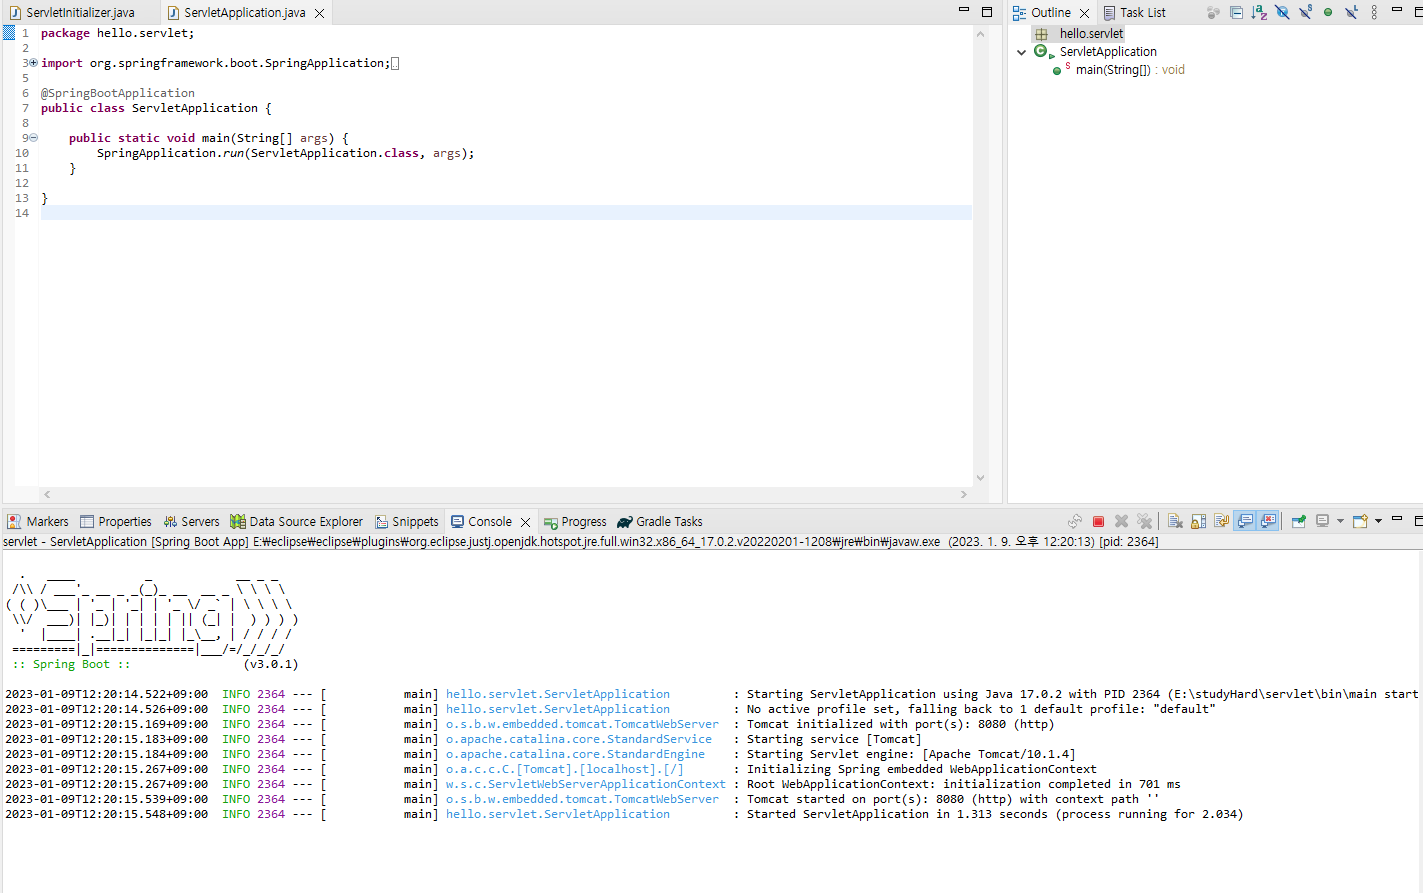 ServletInitializer.java
ServletApplication.java
Outline
Task List
1 package hello.servlet;
2
3 import org.springframework.boot.SpringApplication;
5
6 @SpringBootApplication
7 public class ServletApplication {
8
9     public static void main(String[] args) {
10         SpringApplication.run(ServletApplication.class, args);
11     }
12
13 }
14
hello.servlet
ServletApplication
main(String[]) : void
Markers Properties Servers Data Source Explorer Snippets Console Progress Gradle Tasks
servlet - ServletApplication [Spring Boot App] E:₩eclipse₩eclipse₩plugins₩org.eclipse.justj.openjdk.hotspot.jre.full.win32.x86_64_17.0.2.v20220201-1208₩jre₩bin₩javaw.exe (2023. 1. 9. 오후 12:20:13) [pid: 2364]
  .   ____          _            __ _ _
 /\\ / ___'_ __ _ _(_)_ __  __ _ \ \ \ \
( ( )\___ | '_ | '_| | '_ \/ _` | \ \ \ \
 \\/  ___)| |_)| | | | | || (_| |  ) ) ) )
  '  |____| .__|_| |_|_| |_\__, | / / / /
 =========|_|==============|___/=/_/_/_/
 :: Spring Boot ::                (v3.0.1)
2023-01-09T12:20:14.522+09:00  INFO 2364 --- [           main] hello.servlet.ServletApplication         : Starting ServletApplication using Java 17.0.2 with PID 2364 (E:\studyHard\servlet\bin\main start
2023-01-09T12:20:14.526+09:00  INFO 2364 --- [           main] hello.servlet.ServletApplication         : No active profile set, falling back to 1 default profile: "default"
2023-01-09T12:20:15.169+09:00  INFO 2364 --- [           main] o.s.b.w.embedded.tomcat.TomcatWebServer  : Tomcat initialized with port(s): 8080 (http)
2023-01-09T12:20:15.183+09:00  INFO 2364 --- [           main] o.apache.catalina.core.StandardService   : Starting service [Tomcat]
2023-01-09T12:20:15.184+09:00  INFO 2364 --- [           main] o.apache.catalina.core.StandardEngine    : Starting Servlet engine: [Apache Tomcat/10.1.4]
2023-01-09T12:20:15.267+09:00  INFO 2364 --- [           main] o.a.c.c.C.[Tomcat].[localhost].[/]       : Initializing Spring embedded WebApplicationContext
2023-01-09T12:20:15.267+09:00  INFO 2364 --- [           main] w.s.c.ServletWebServerApplicationContext : Root WebApplicationContext: initialization completed in 701 ms
2023-01-09T12:20:15.539+09:00  INFO 2364 --- [           main] o.s.b.w.embedded.tomcat.TomcatWebServer  : Tomcat started on port(s): 8080 (http) with context path ''
2023-01-09T12:20:15.548+09:00  INFO 2364 --- [           main] hello.servlet.ServletApplication         : Started ServletApplication in 1.313 seconds (process running for 2.034)